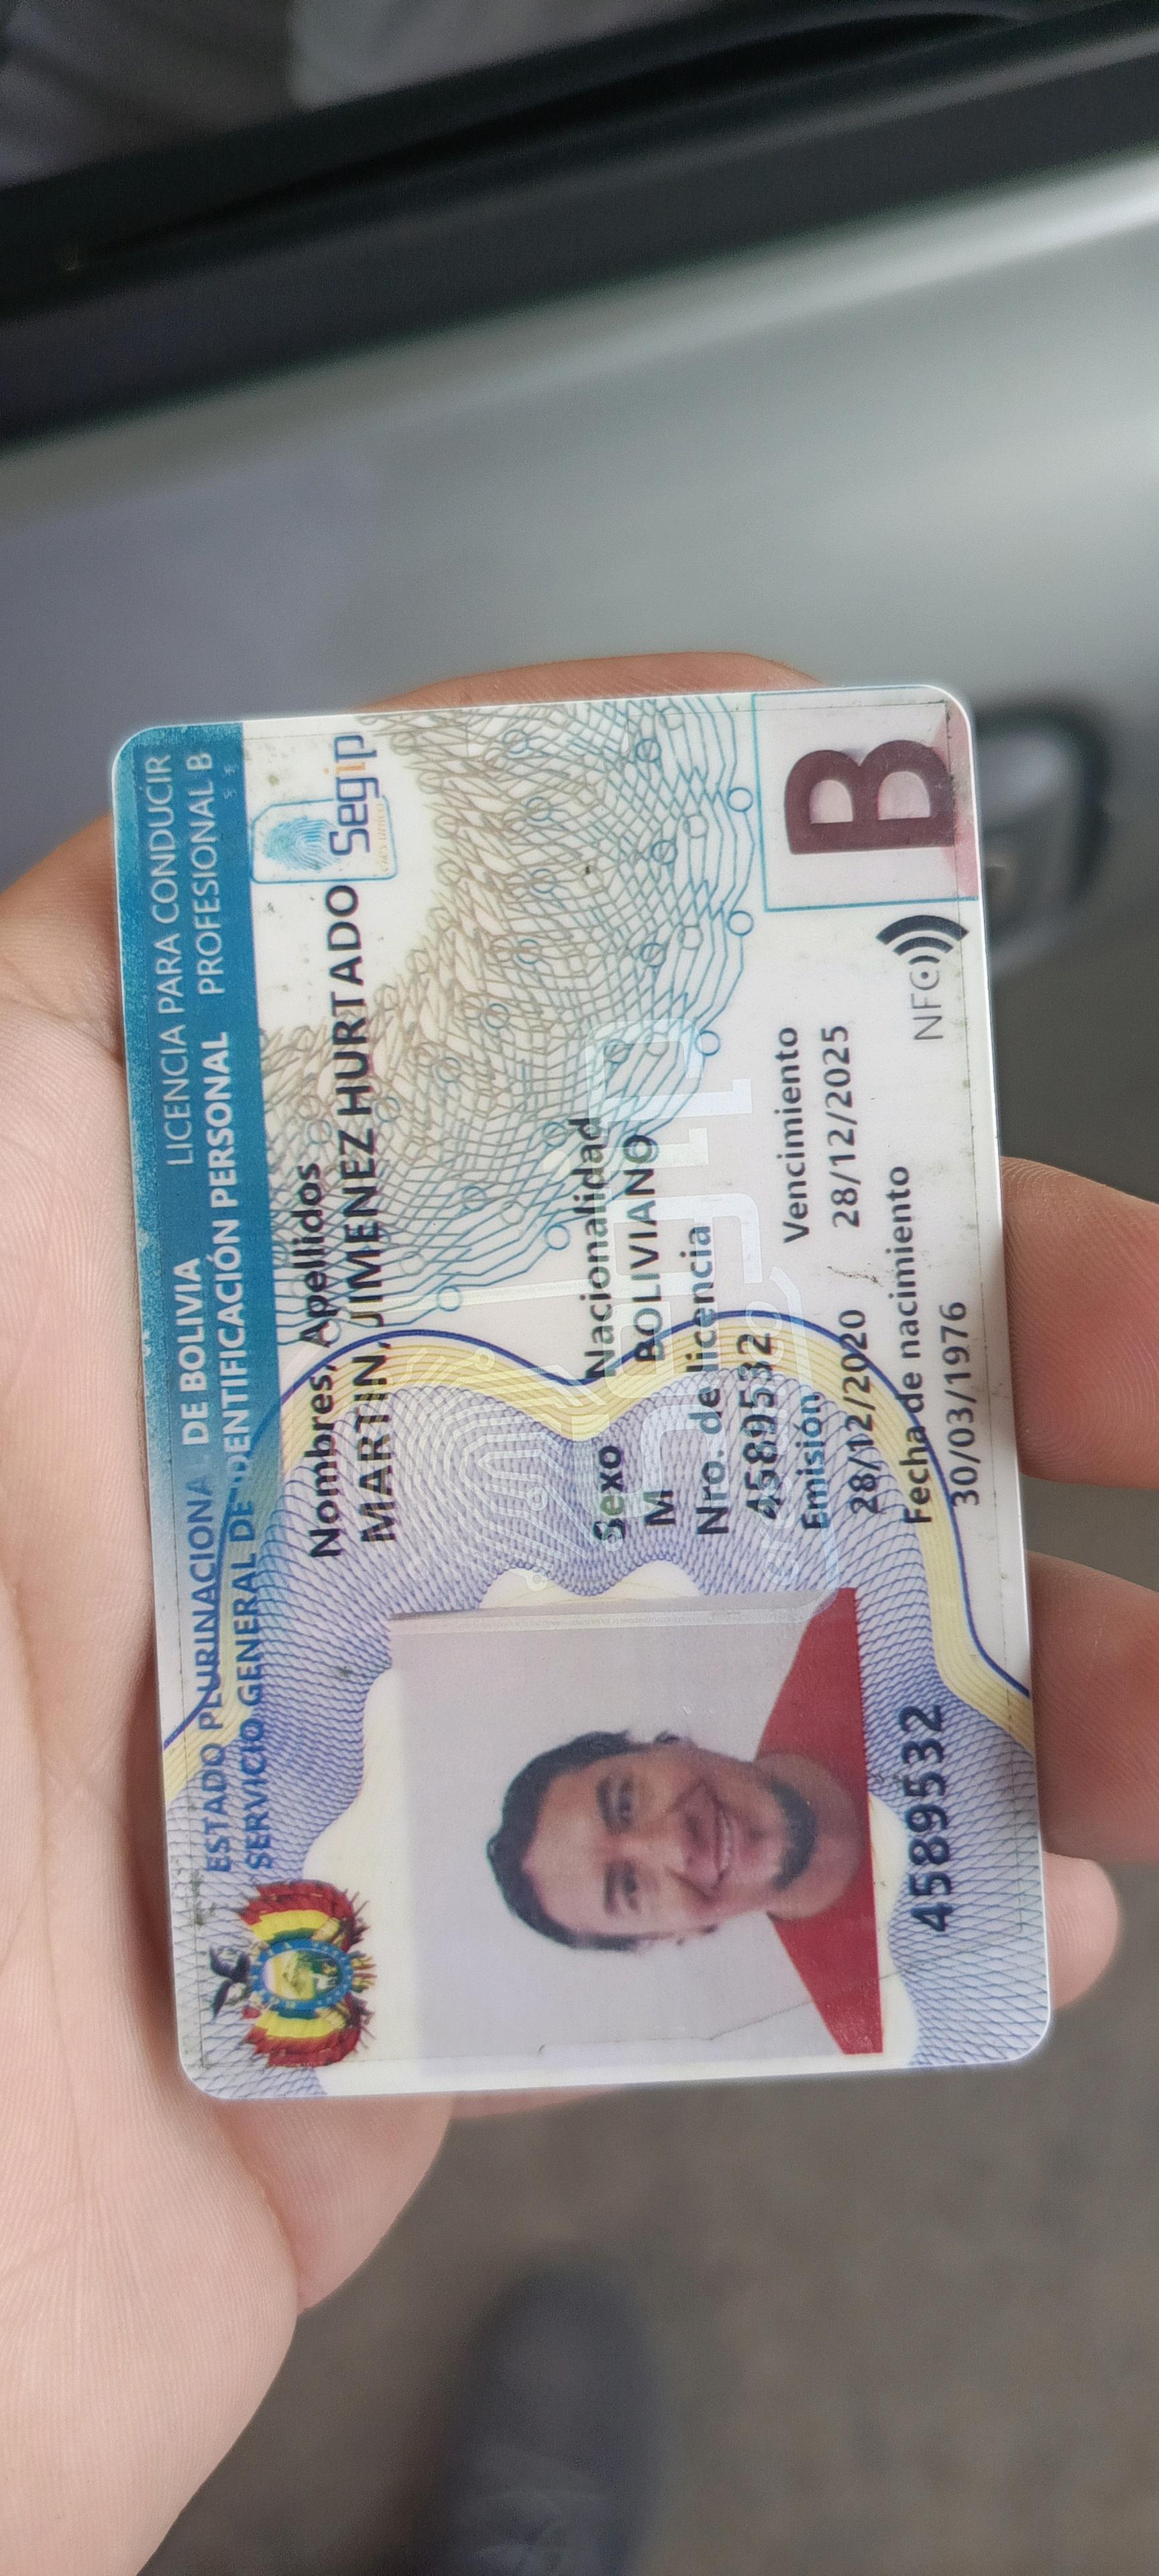 ESTADO PLURINACIONAL DE BOLIVIA
LICENCIA PARA CONDUCIR
SERVICIO GENERAL DE IDENTIFICACIÓN PERSONAL
PROFESIONAL B
Segip
Nombres, Apellidos
MARTIN, JIMENEZ HURTADO
Sexo Nacionalidad
M BOLIVIANO
Nro. de licencia
4589532
Emisión Vencimiento
28/12/2020 28/12/2025
Fecha de nacimiento
30/03/1976
4589532
NFC
B